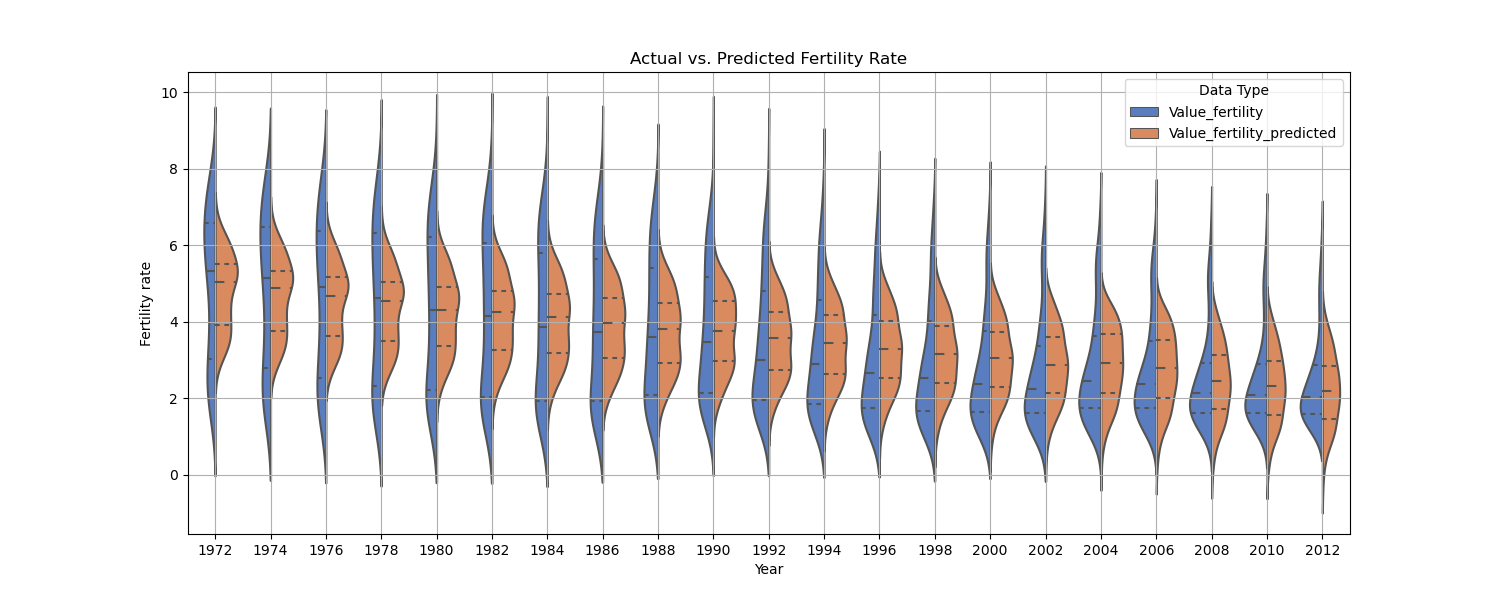 Actual vs. Predicted Fertility Rate
Data Type
Value_fertility
Value_fertility_predicted
Fertility rate
10
8
6
4
2
0
1972 1974 1976 1978 1980 1982 1984 1986 1988 1990 1992 1994 1996 1998 2000 2002 2004 2006 2008 2010 2012
Year